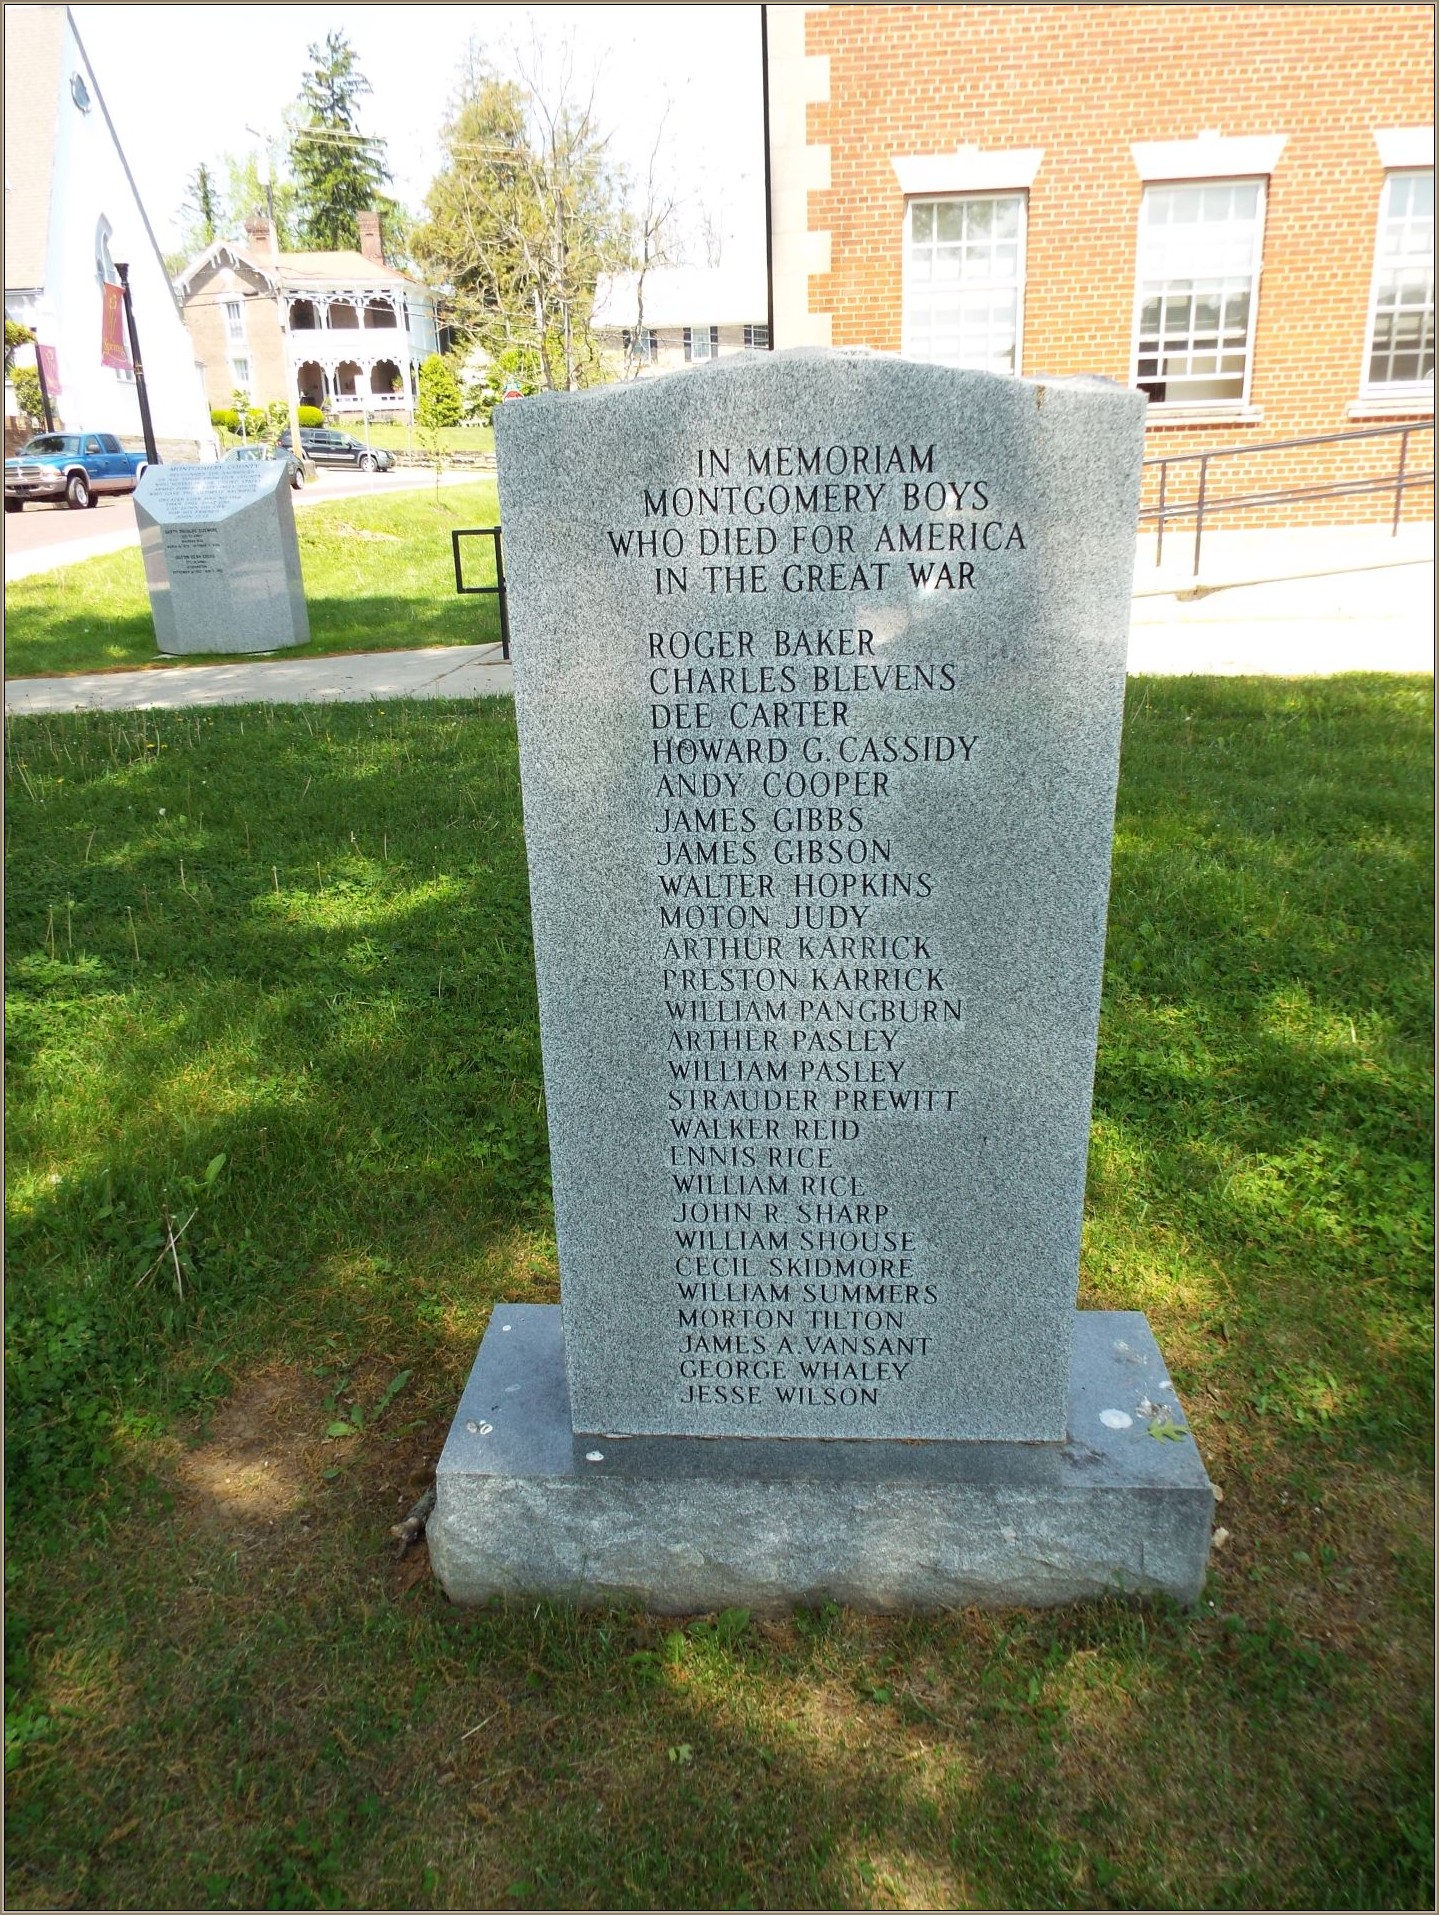 IN MEMORIAM
MONTGOMERY BOYS
WHO DIED FOR AMERICA
IN THE GREAT WAR
ROGER BAKER
CHARLES BLEVENS
DEE CARTER
HOWARD G. CASSIDY
ANDY COOPER
JAMES GIBBS
JAMES GIBSON
WALTER HOPKINS
MOTON JUDY
ARTHUR KARRICK
PRESTON KARRICK
WILLIAM PANGBURN
ARTHER PASLEY
WILLIAM PASLEY
STRAUDER PREWITT
WALKER REID
ENNIS RICE
WILLIAM RICE
JOHN R. SHARP
WILLIAM SHOUSE
CECIL SKIDMORE
WILLIAM SUMMERS
MORTON TILTON
JAMES A. VANSANT
GEORGE WHALEY
JESSE WILSON
MONTGOMERY COUNTY